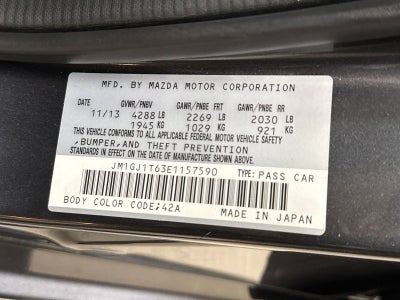 MFD. BY MAZDA MOTOR CORPORATION
GVWR/PNBV GAWR/PNBE FRT GAWR/PNBE RR
11/13 4288 LB 2269 LB 2030 LB
1945 KG 1029 KG 921 KG
THIS VEHICLE CONFORMS TO ALL APPLICABLE FEDERAL MOTOR VEHICLE SAFETY
,BUMPER,AND THEFT PREVENTION
STANDARDS IN EFFECT ON THE DATE OF MANUFACTURE SHOWN ABOVE.
JM1GJ1T63E1157590 TYPE: PASS CAR
BODY COLOR CODE;42A MADE IN JAPAN